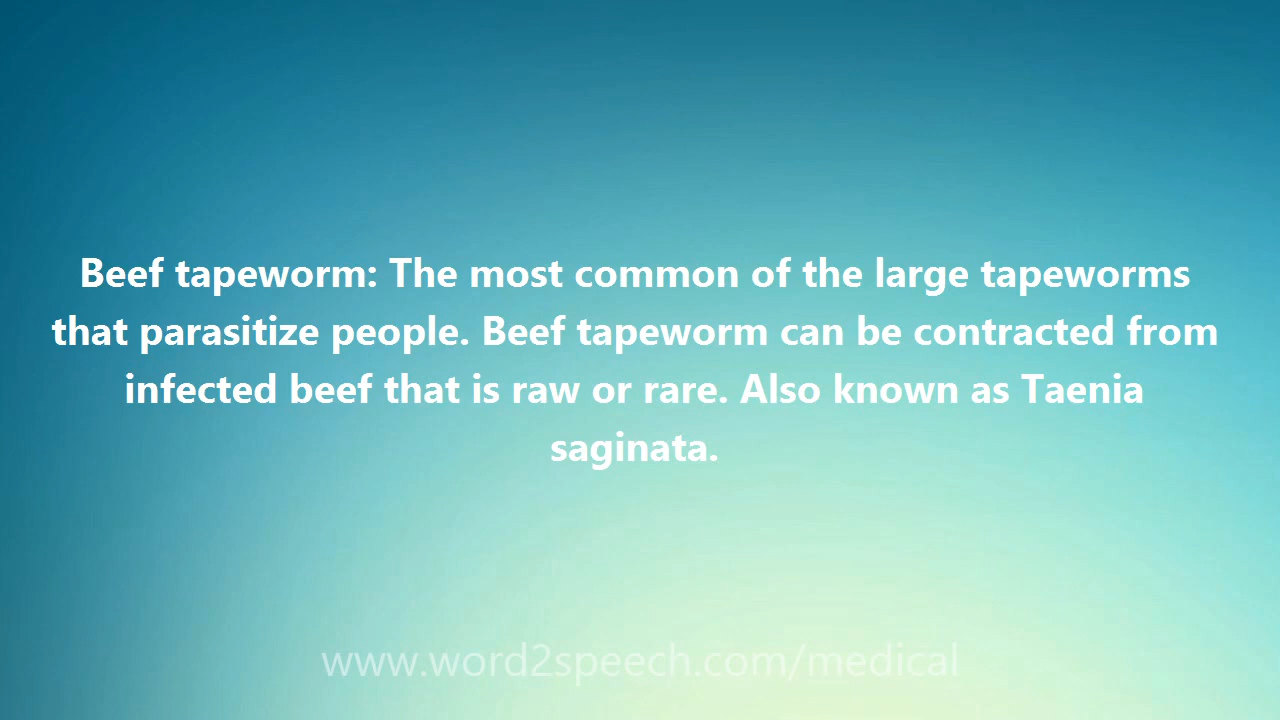 Beef tapeworm: The most common of the large tapeworms
that parasitize people. Beef tapeworm can be contracted from
infected beef that is raw or rare. Also known as Taenia
saginata.
www.word2speech.com/medical